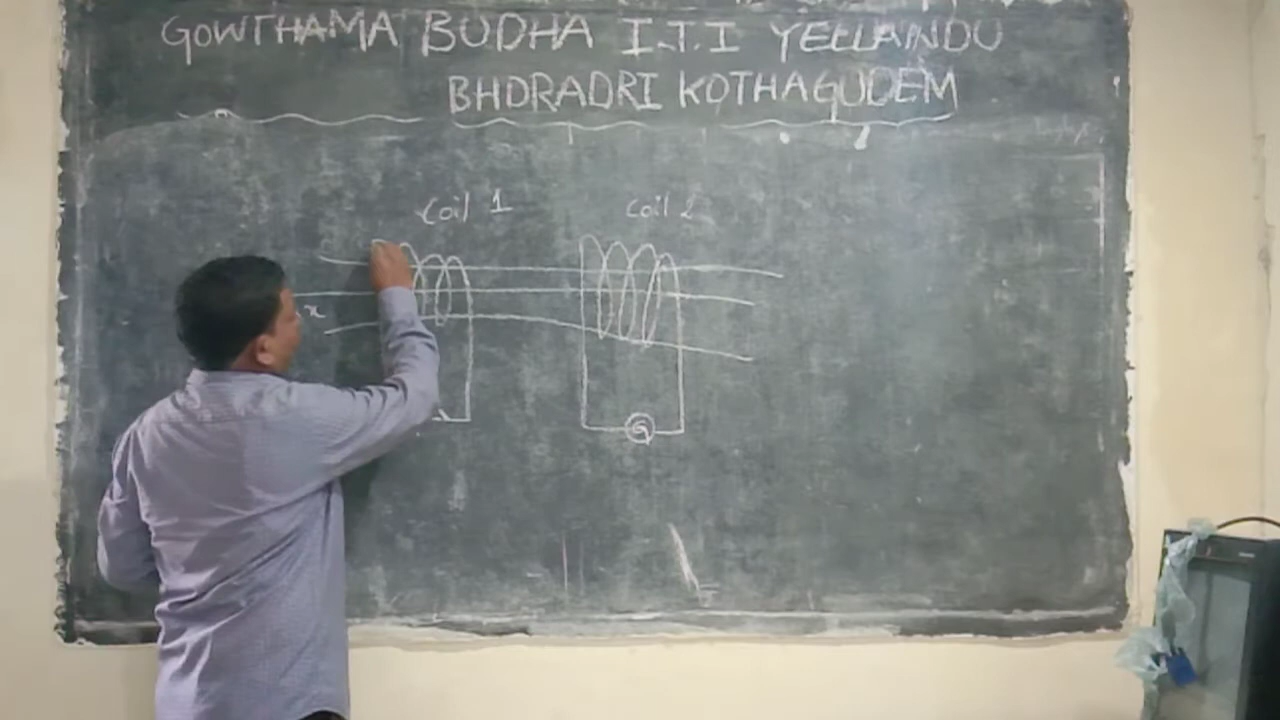 GOWTHAMA BUDHA I.T.I YELLANDU
BHDRADRI KOTHAGUDEM
Coil 1
Coil 2
x
G